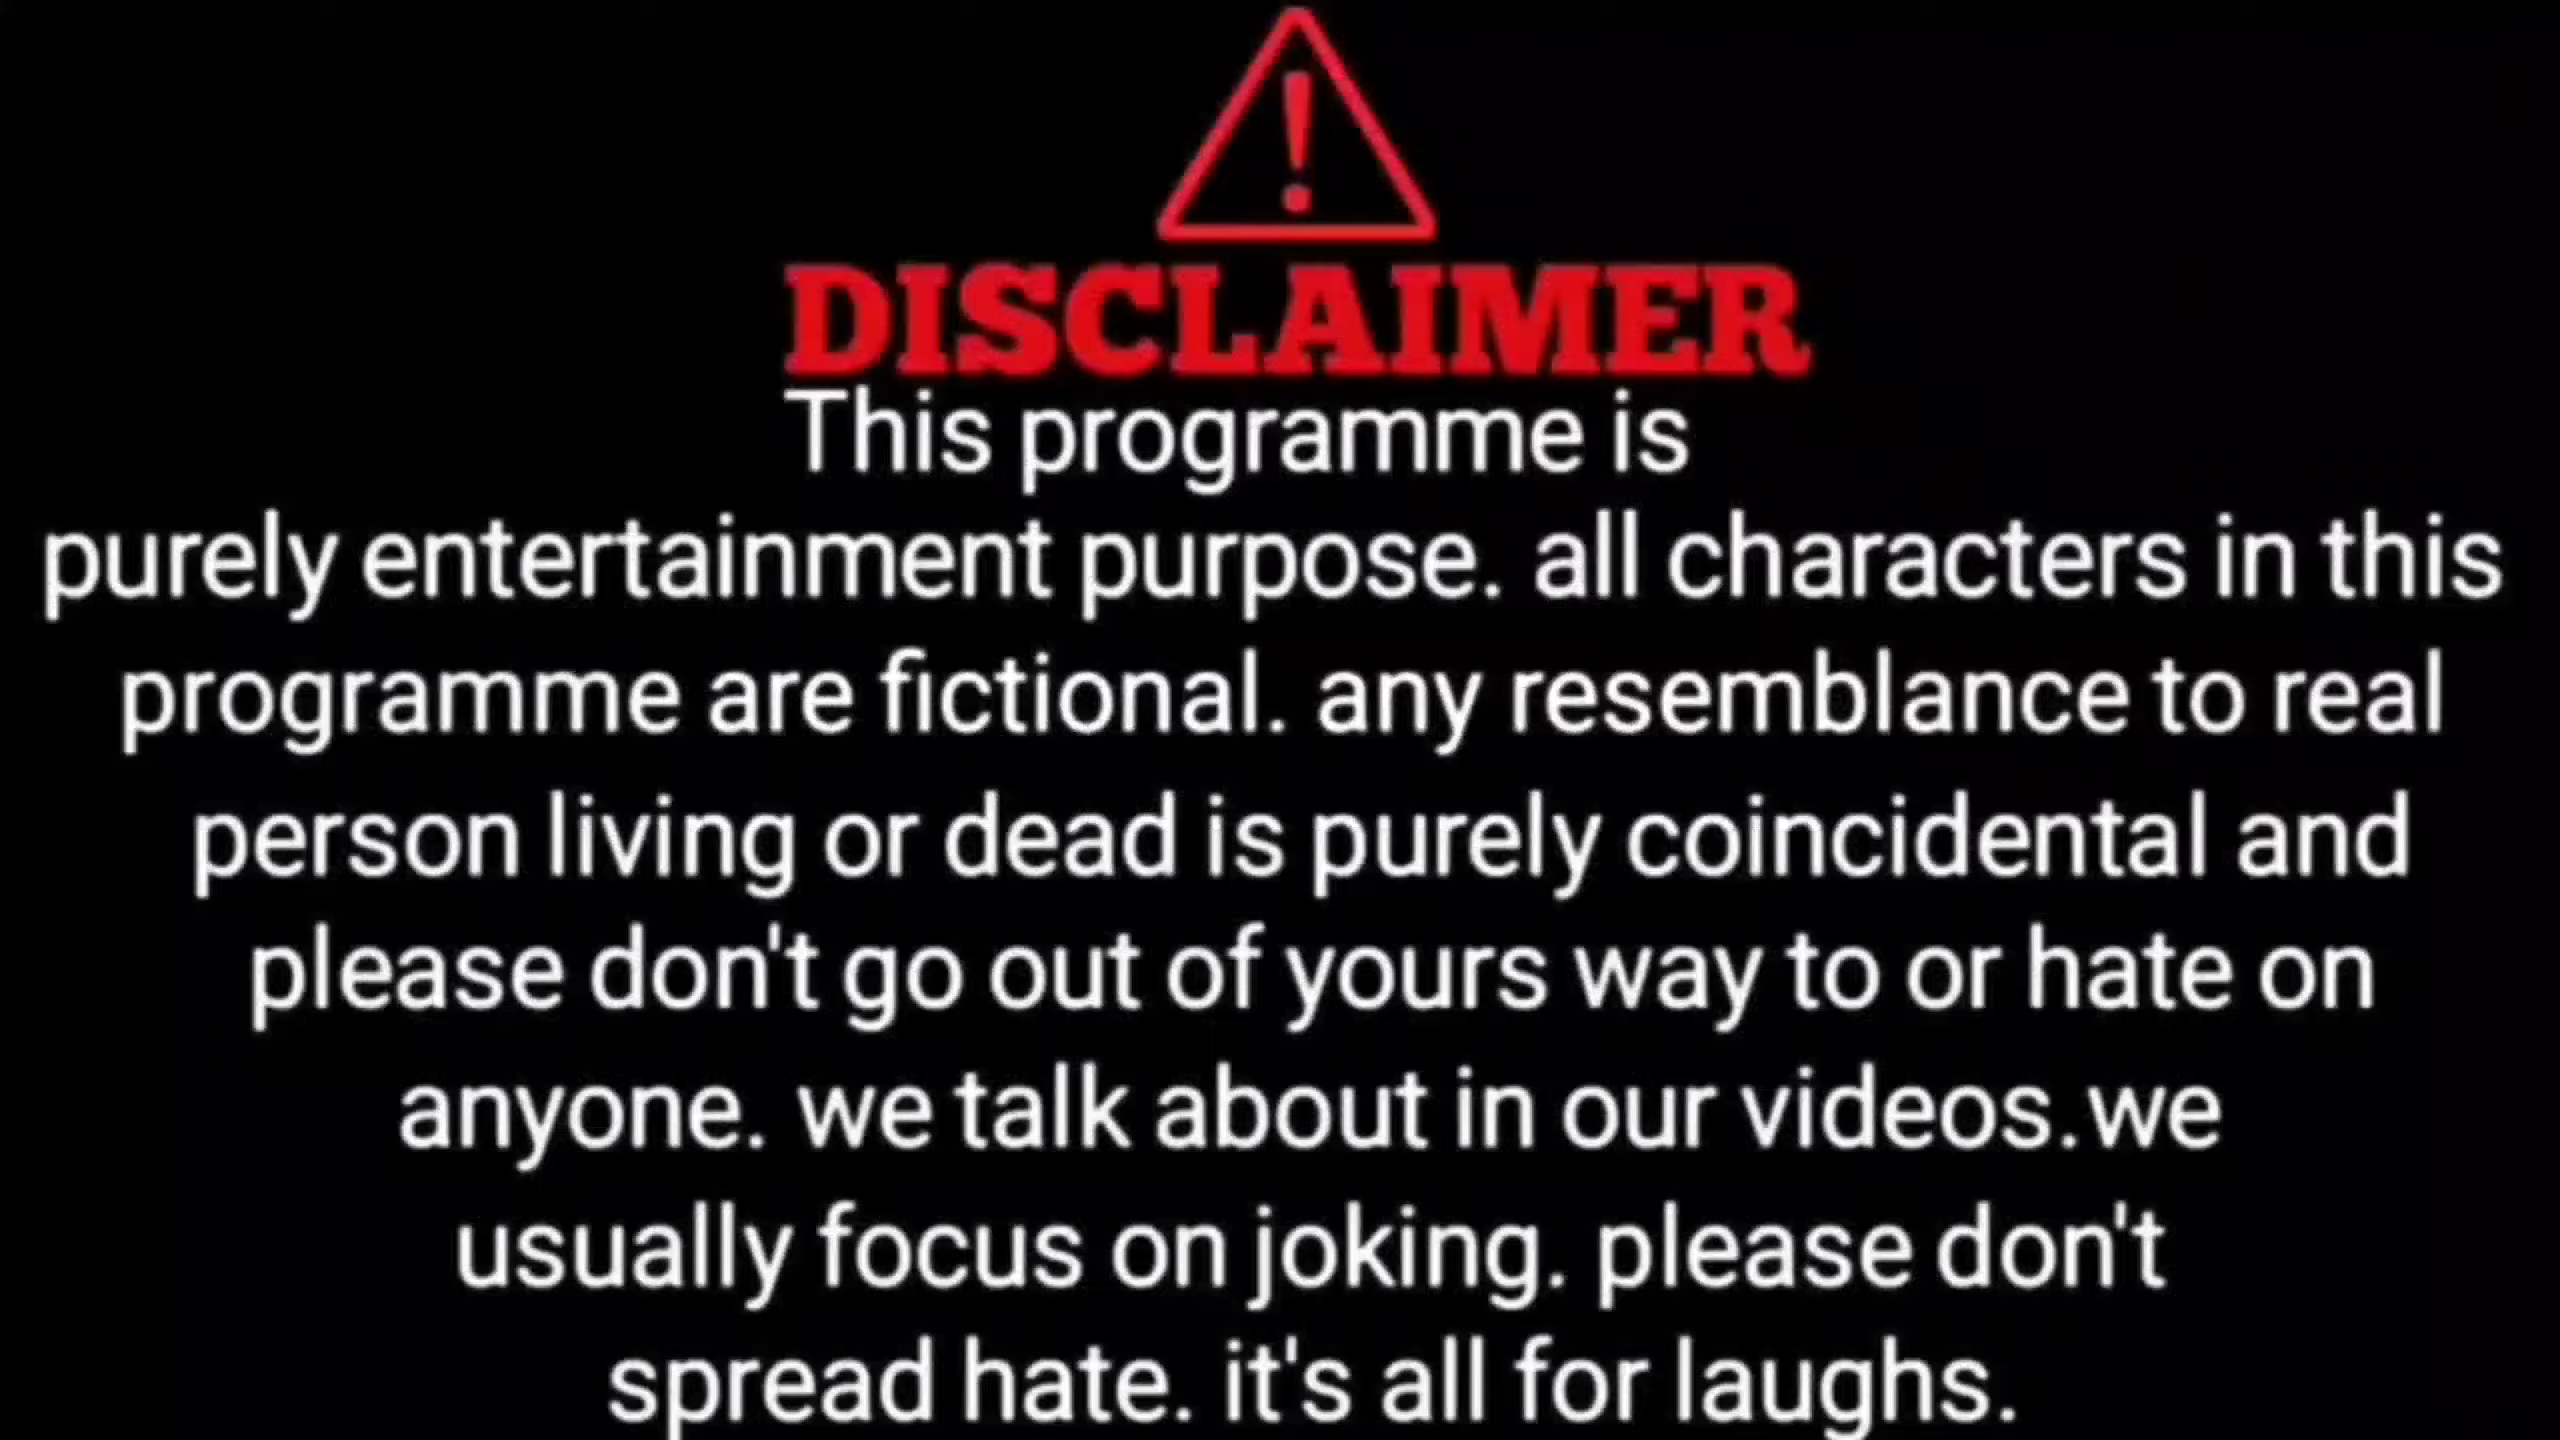 !
DISCLAIMER
This programme is
purely entertainment purpose. all characters in this
programme are fictional. any resemblance to real
person living or dead is purely coincidental and
please don't go out of yours way to or hate on
anyone. we talk about in our videos.we
usually focus on joking. please don't
spread hate. it's all for laughs.